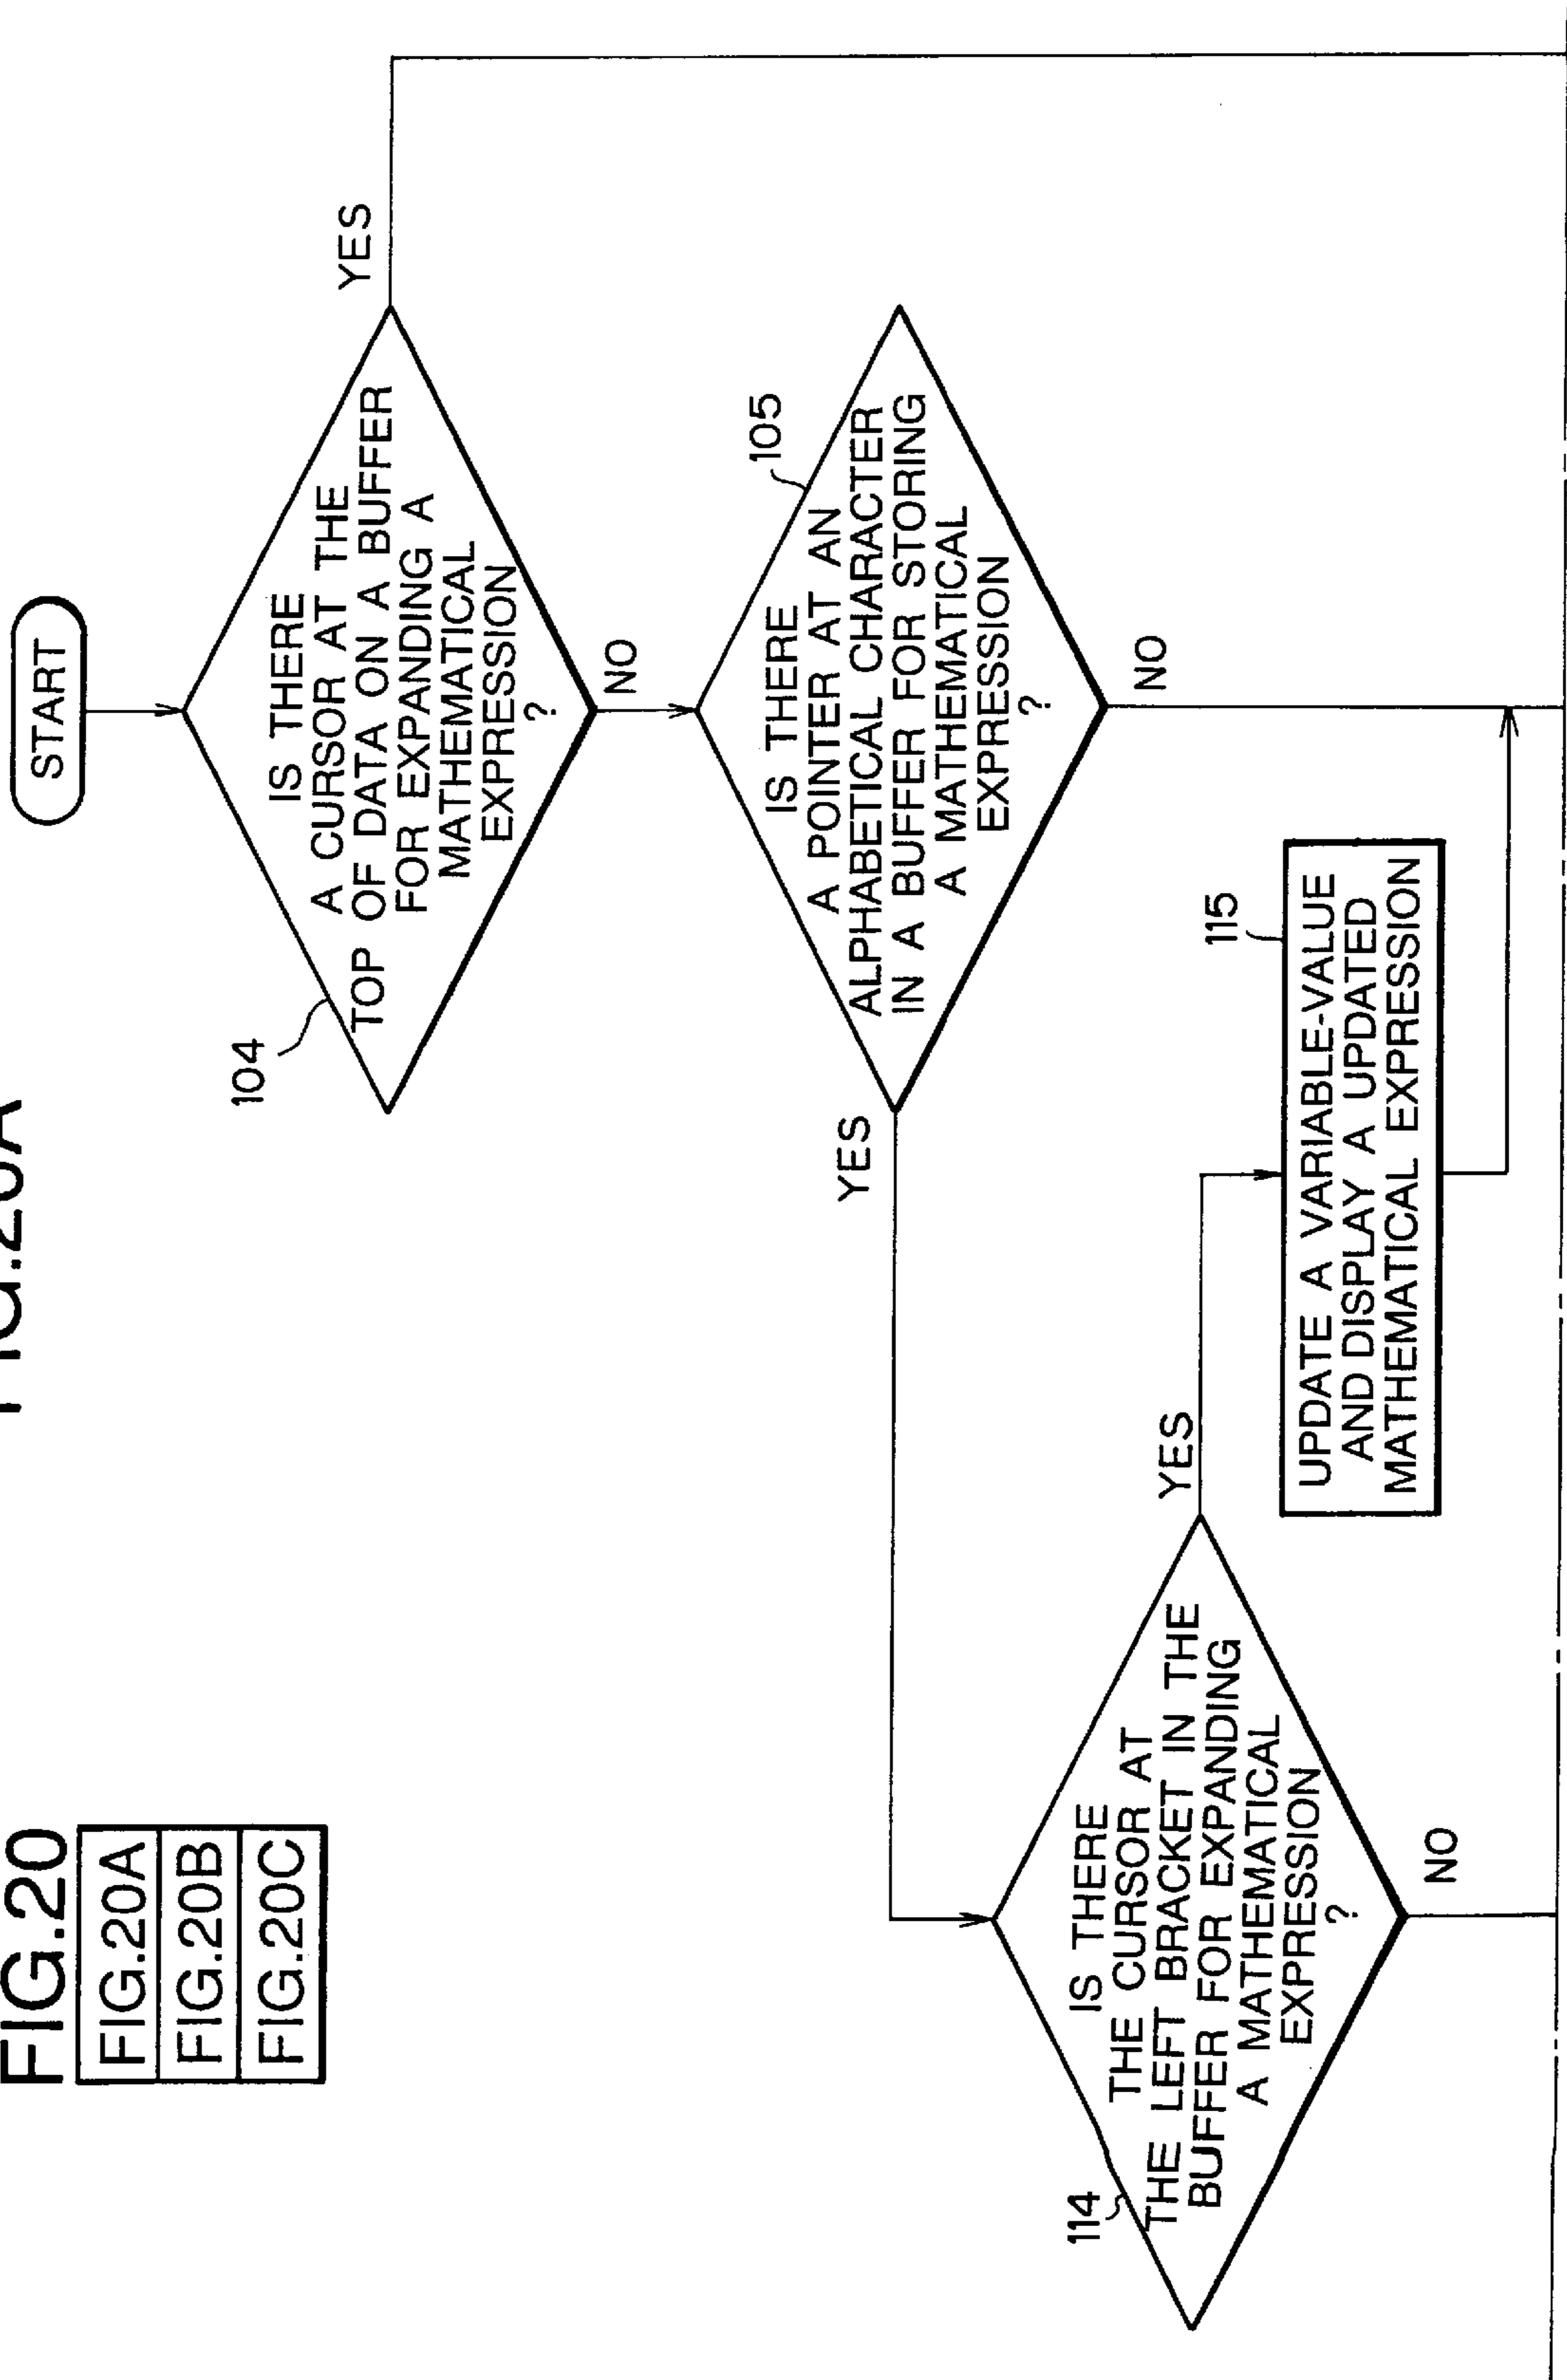 FIG.20
FIG.20A
FIG.20B
FIG.20C
FIG.20A
START
104
IS THERE
A CURSOR AT THE
TOP OF DATA ON A BUFFER
FOR EXPANDING A
MATHEMATICAL
EXPRESSION
?
YES
NO
105
IS THERE
A POINTER AT AN
ALPHABETICAL CHARACTER
IN A BUFFER FOR STORING
A MATHEMATICAL
EXPRESSION
?
YES
NO
114
IS THERE
THE CURSOR AT
THE LEFT BRACKET IN THE
BUFFER FOR EXPANDING
A MATHEMATICAL
EXPRESSION
?
YES
NO
115
UPDATE A VARIABLE-VALUE
AND DISPLAY A UPDATED
MATHEMATICAL EXPRESSION